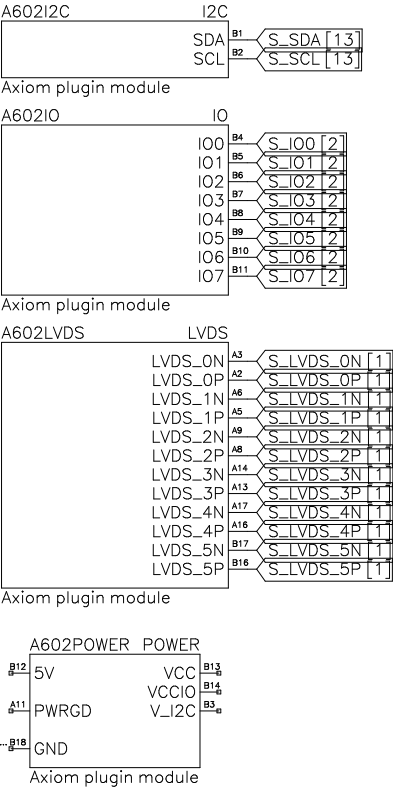 A602I2C I2C
SDA B1 S_SDA [13]
SCL B2 S_SCL [13]
Axiom plugin module
A602IO IO
IO0 B4 S_IO0 [2]
IO1 B5 S_IO1 [2]
IO2 B6 S_IO2 [2]
IO3 B7 S_IO3 [2]
IO4 B8 S_IO4 [2]
IO5 B9 S_IO5 [2]
IO6 B10 S_IO6 [2]
IO7 B11 S_IO7 [2]
Axiom plugin module
A602LVDS LVDS
LVDS_0N A3 S_LVDS_0N [1]
LVDS_0P A2 S_LVDS_0P [1]
LVDS_1N A6 S_LVDS_1N [1]
LVDS_1P A5 S_LVDS_1P [1]
LVDS_2N A9 S_LVDS_2N [1]
LVDS_2P A8 S_LVDS_2P [1]
LVDS_3N A14 S_LVDS_3N [1]
LVDS_3P A13 S_LVDS_3P [1]
LVDS_4N A17 S_LVDS_4N [1]
LVDS_4P A16 S_LVDS_4P [1]
LVDS_5N B17 S_LVDS_5N [1]
LVDS_5P B16 S_LVDS_5P [1]
Axiom plugin module
A602POWER POWER
B12 5V VCC B13
VCCIO B14
A11 PWRGD V_I2C B3
B18 GND
Axiom plugin module